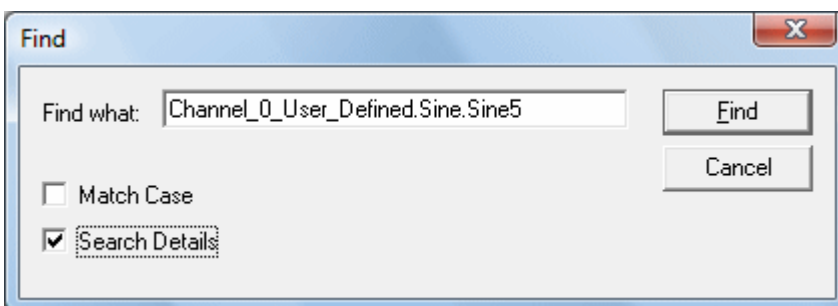 Find
Find what: Channel_0_User_Defined.Sine.Sine5
Find
Cancel
Match Case
Search Details